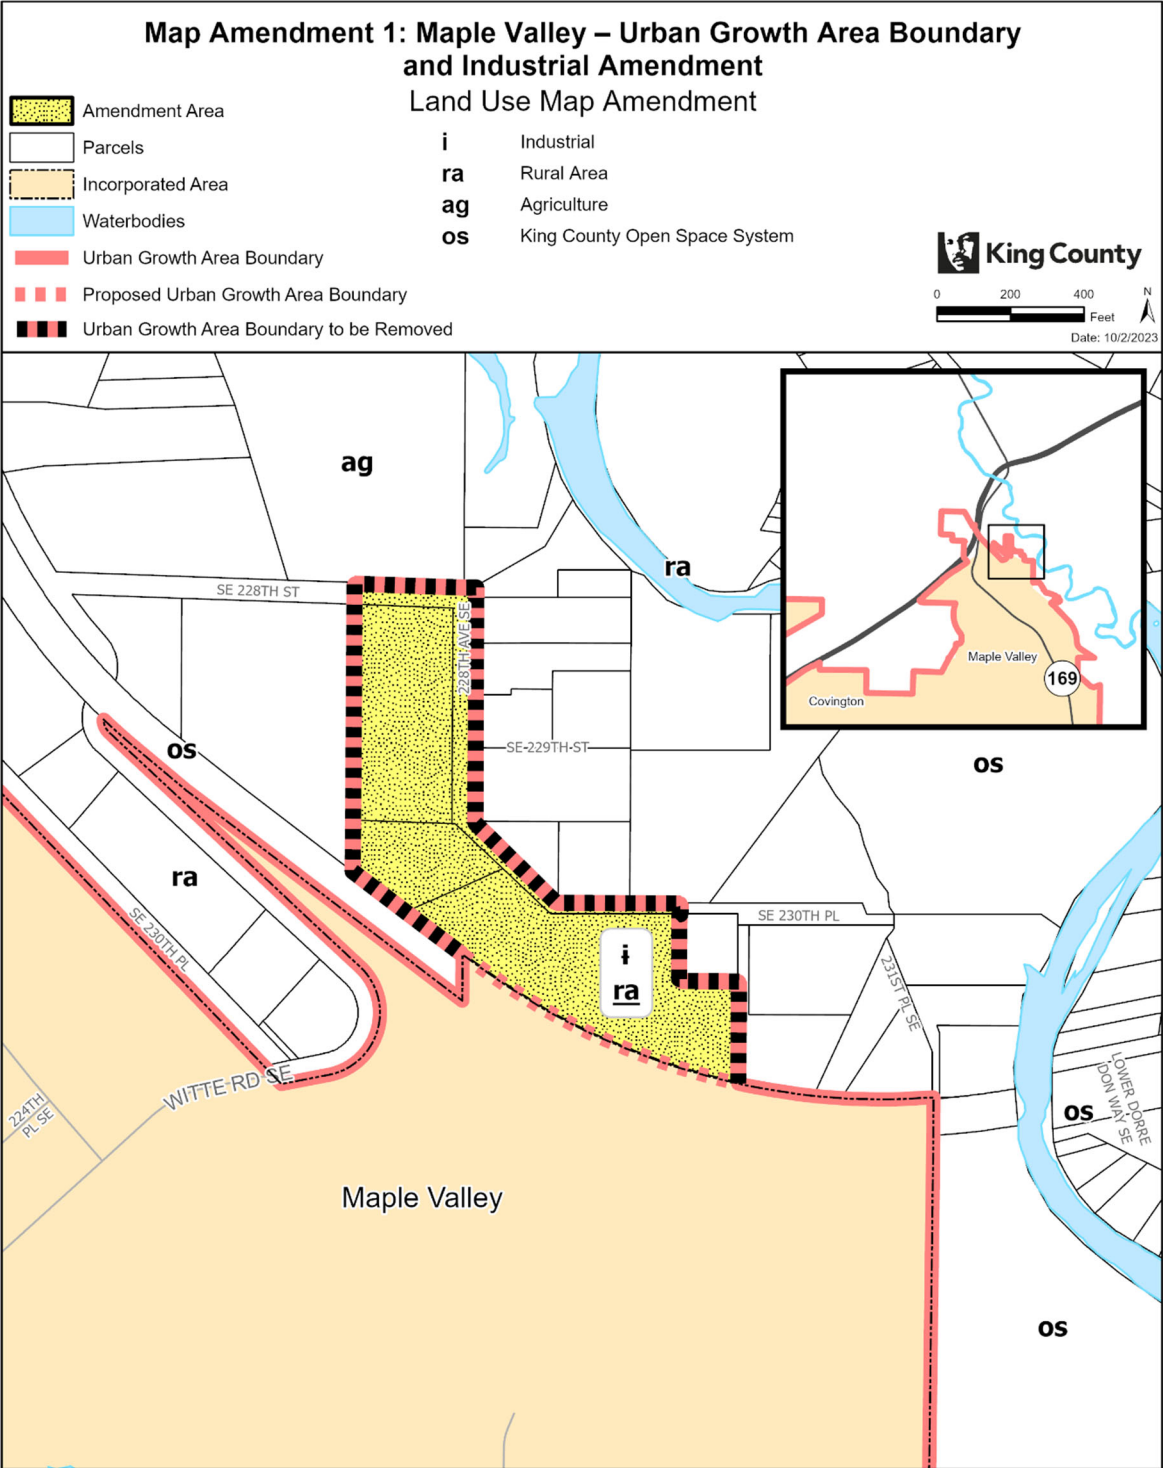 Map Amendment 1: Maple Valley – Urban Growth Area Boundary
and Industrial Amendment
Land Use Map Amendment
Amendment Area
Parcels
Incorporated Area
Waterbodies
Urban Growth Area Boundary
Proposed Urban Growth Area Boundary
Urban Growth Area Boundary to be Removed
i Industrial
ra Rural Area
ag Agriculture
os King County Open Space System
King County
0 200 400
Feet
N
Date: 10/2/2023
ag
ra
SE 228TH ST
228TH AVE SE
SE 229TH ST
Maple Valley
169
Covington
os
os
ra
SE 230TH PL
SE 230TH PL
i
ra
231ST PL SE
WITTE RD SE
224TH
PL SE
LOWER DORRE
DON WAY SE
os
Maple Valley
os